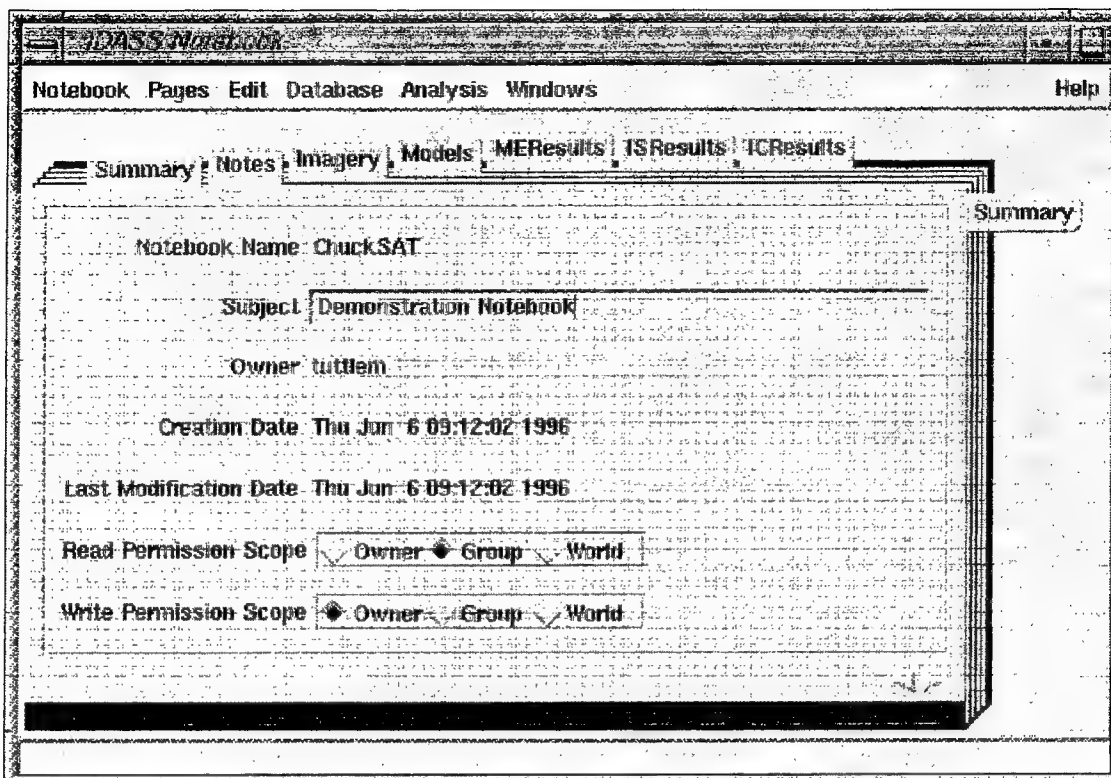 Notebook
Notebook Pages Edit Database Analysis Windows Help
Summary Notes Imagery Models MEResults ISResults ICResults
Summary
Notebook Name ChuckSAT
Subject Demonstration Notebook
Owner tuttlem
Creation Date Thu Jun 6 09:12:02 1996
Last Modification Date Thu Jun 6 09:12:02 1996
Read Permission Scope Owner Group World
Write Permission Scope Owner Group World